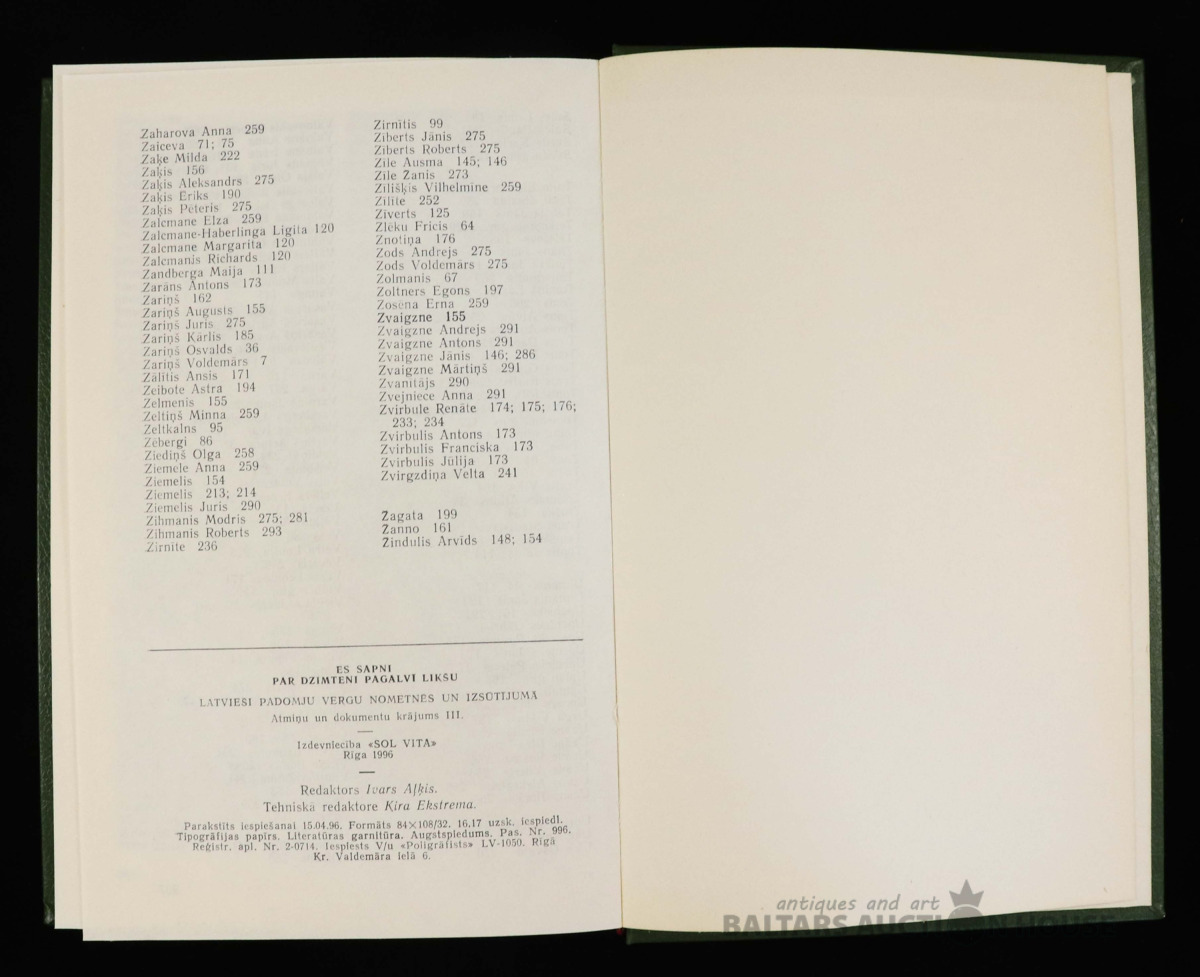 Zaharova Anna 259
Zaiceva 71; 75
Zaķe Milda 222
Zaķis 156
Zaķis Aleksandrs 275
Zaķis Ēriks 190
Zaķis Pēteris 275
Zalcmane Elza 259
Zalcmane-Haberlinga Ligita 120
Zalcmane Margarita 120
Zalcmanis Richards 120
Zandberga Maija 111
Zarāns Antons 173
Zariņš 162
Zariņš Augusts 155
Zariņš Juris 275
Zariņš Kārlis 185
Zariņš Osvalds 36
Zariņš Voldemārs 7
Zālītis Ansis 171
Zeibote Astra 194
Zelmenis 155
Zeltiņš Minna 259
Zeltkalns 95
Zēbergi 86
Ziediņš Olga 258
Ziemele Anna 259
Ziemelis 154
Ziemelis 213; 214
Ziemelis Juris 290
Zihmanis Modris 275; 281
Zihmanis Roberts 293
Zirnīte 236
Zirnītis 99
Zīberts Jānis 275
Zīberts Roberts 275
Zīle Ausma 145; 146
Zīle Žanis 273
Zīlišķis Vilhelmīne 259
Zīlīte 252
Zīverts 125
Zlēku Fricis 64
Znotiņa 176
Zods Andrejs 275
Zods Voldemārs 275
Zolmanis 67
Zoltners Egons 197
Zosēna Erna 259
Zvaigzne 155
Zvaigzne Andrejs 291
Zvaigzne Antons 291
Zvaigzne Jānis 146; 286
Zvaigzne Mārtiņš 291
Zvanītājs 290
Zvejniece Anna 291
Zvirbule Renāte 174; 175; 176;
233; 234
Zvirbulis Antons 173
Zvirbulis Franciska 173
Zvirbulis Jūlija 173
Zvirgzdiņa Velta 241
Žagata 199
Žanno 161
Žindulis Arvīds 148; 154
ES SAPNI
PAR DZIMTENI PAGALVĪ LIKŠU
LATVIEŠI PADOMJU VERGU NOMETNĒS UN IZSŪTĪJUMĀ
Atmiņu un dokumentu krājums III.
Izdevniecība «SOL VITA»
Rīga 1996
Redaktors Ivars Aļķis.
Tehniskā redaktore Ķira Ekstrema.
Parakstīts iespiešanai 15.04.96. Formāts 84×108/32. 16,17 uzsk. iespiedl.
Tipogrāfijas papīrs. Literatūras garnitūra. Augstspiedums. Pas. Nr. 996.
Reģistr. apl. Nr. 2-0714. Iespiests V/u «Poligrāfists» LV-1050. Rīgā
Kr. Valdemāra ielā 6.
antiques and art
BALTARS AUCTION HOUSE